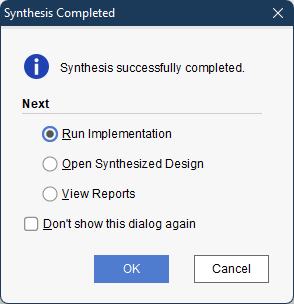 Synthesis Completed
Synthesis successfully completed.
Next
Run Implementation
Open Synthesized Design
View Reports
Don't show this dialog again
OK
Cancel